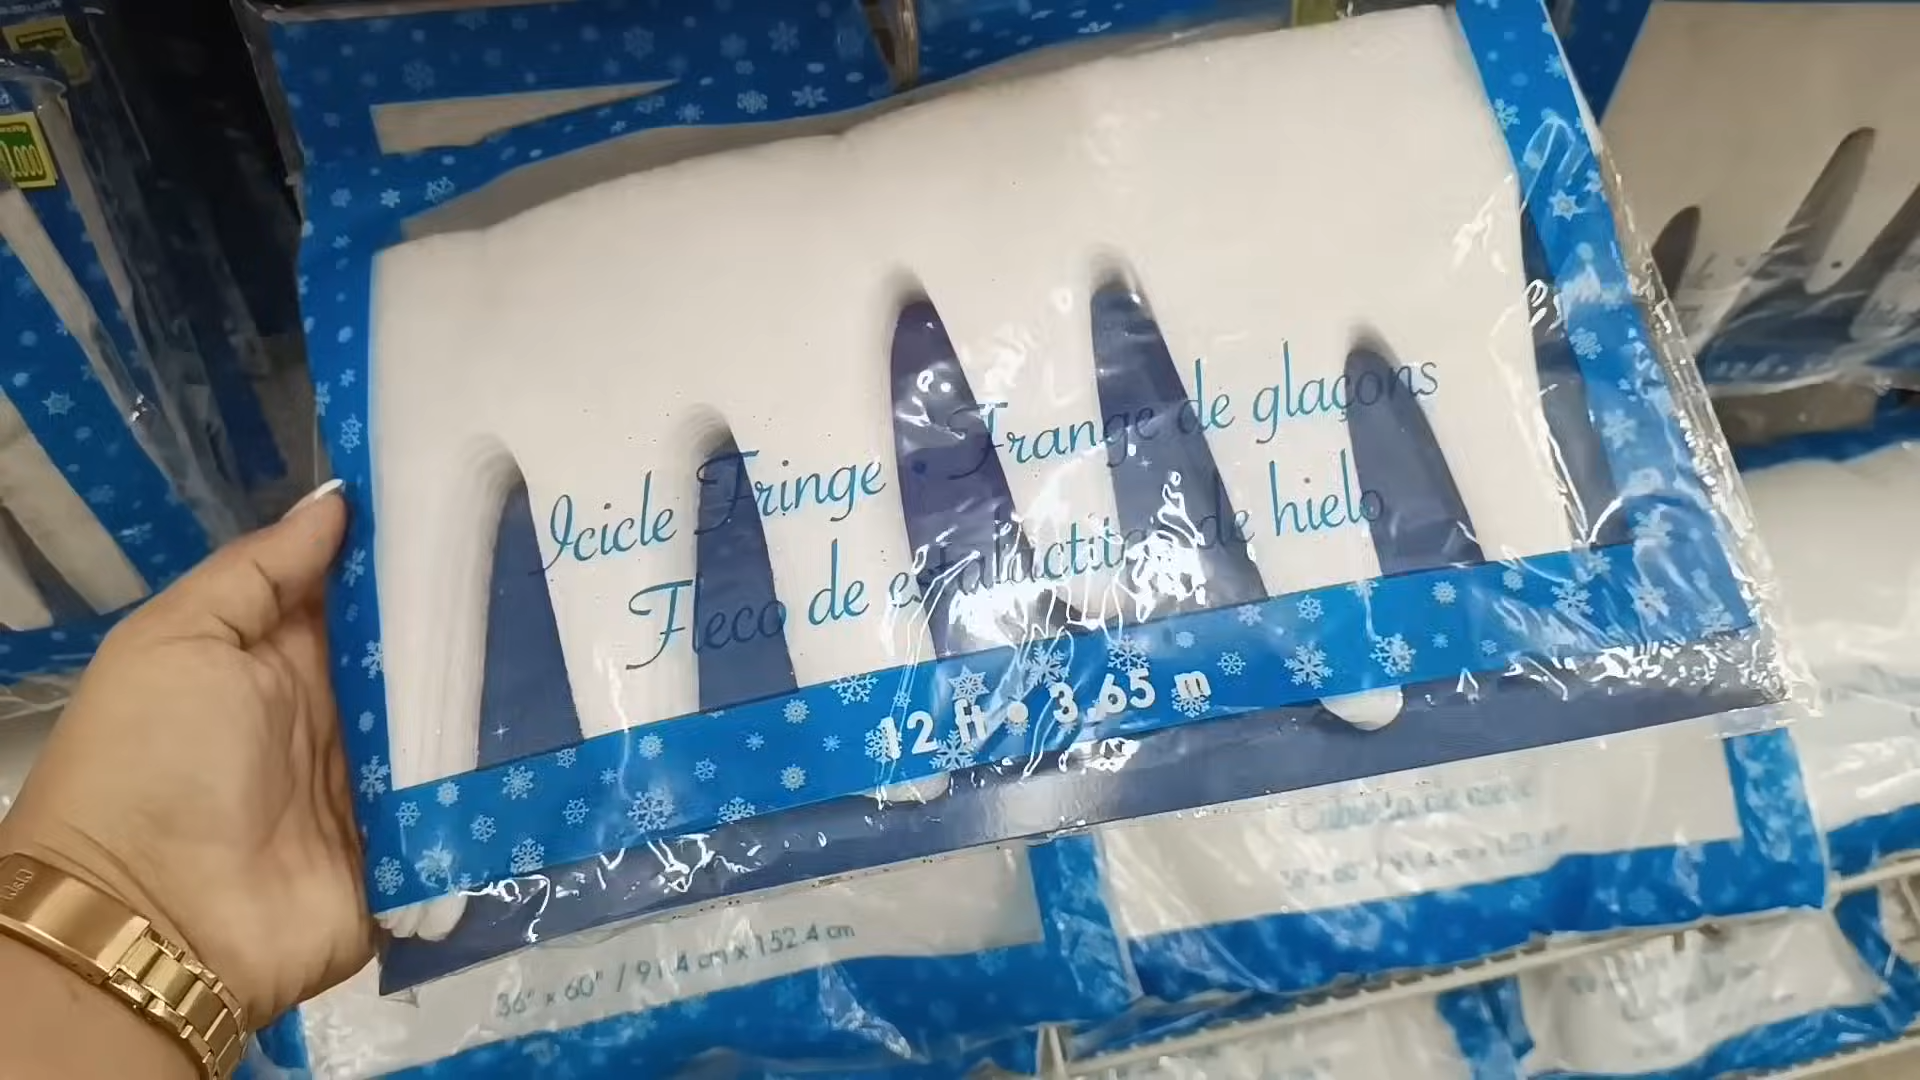 Icicle Fringe • Frange de glaçons
Fleco de estalactitas de hielo
12 ft • 3.65 m
36" x 60" / 91.4 cm x 152.4 cm